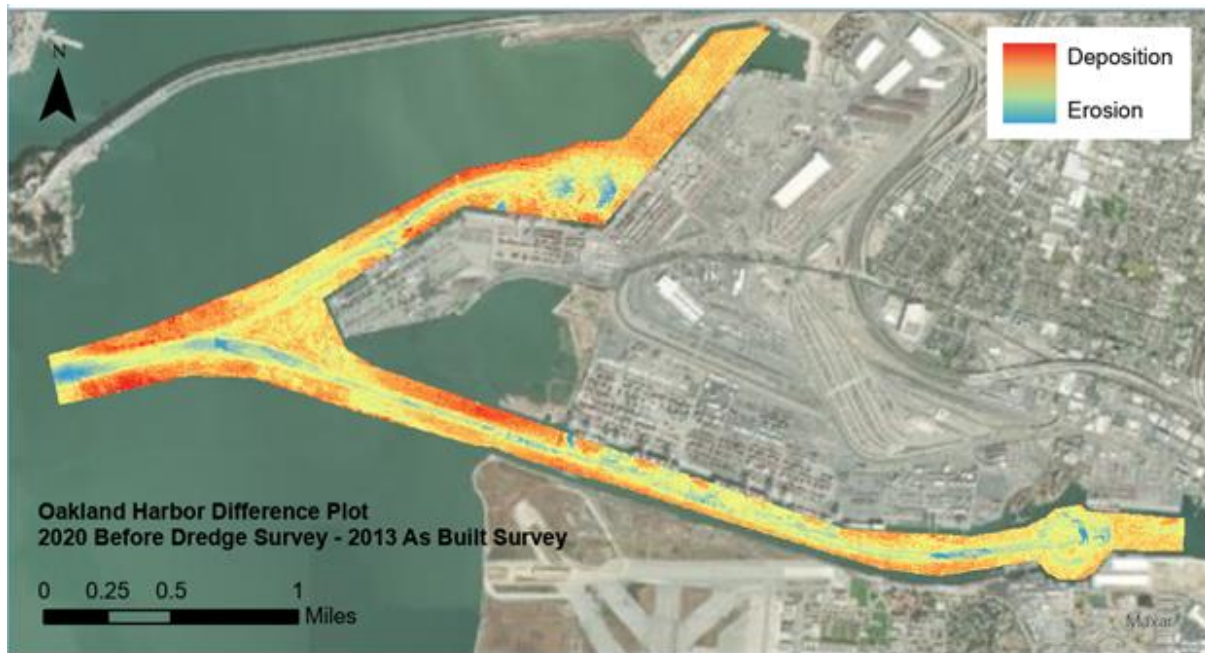 N
Deposition
Erosion
Oakland Harbor Difference Plot
2020 Before Dredge Survey - 2013 As Built Survey
0 0.25 0.5 1
Miles
Maxar